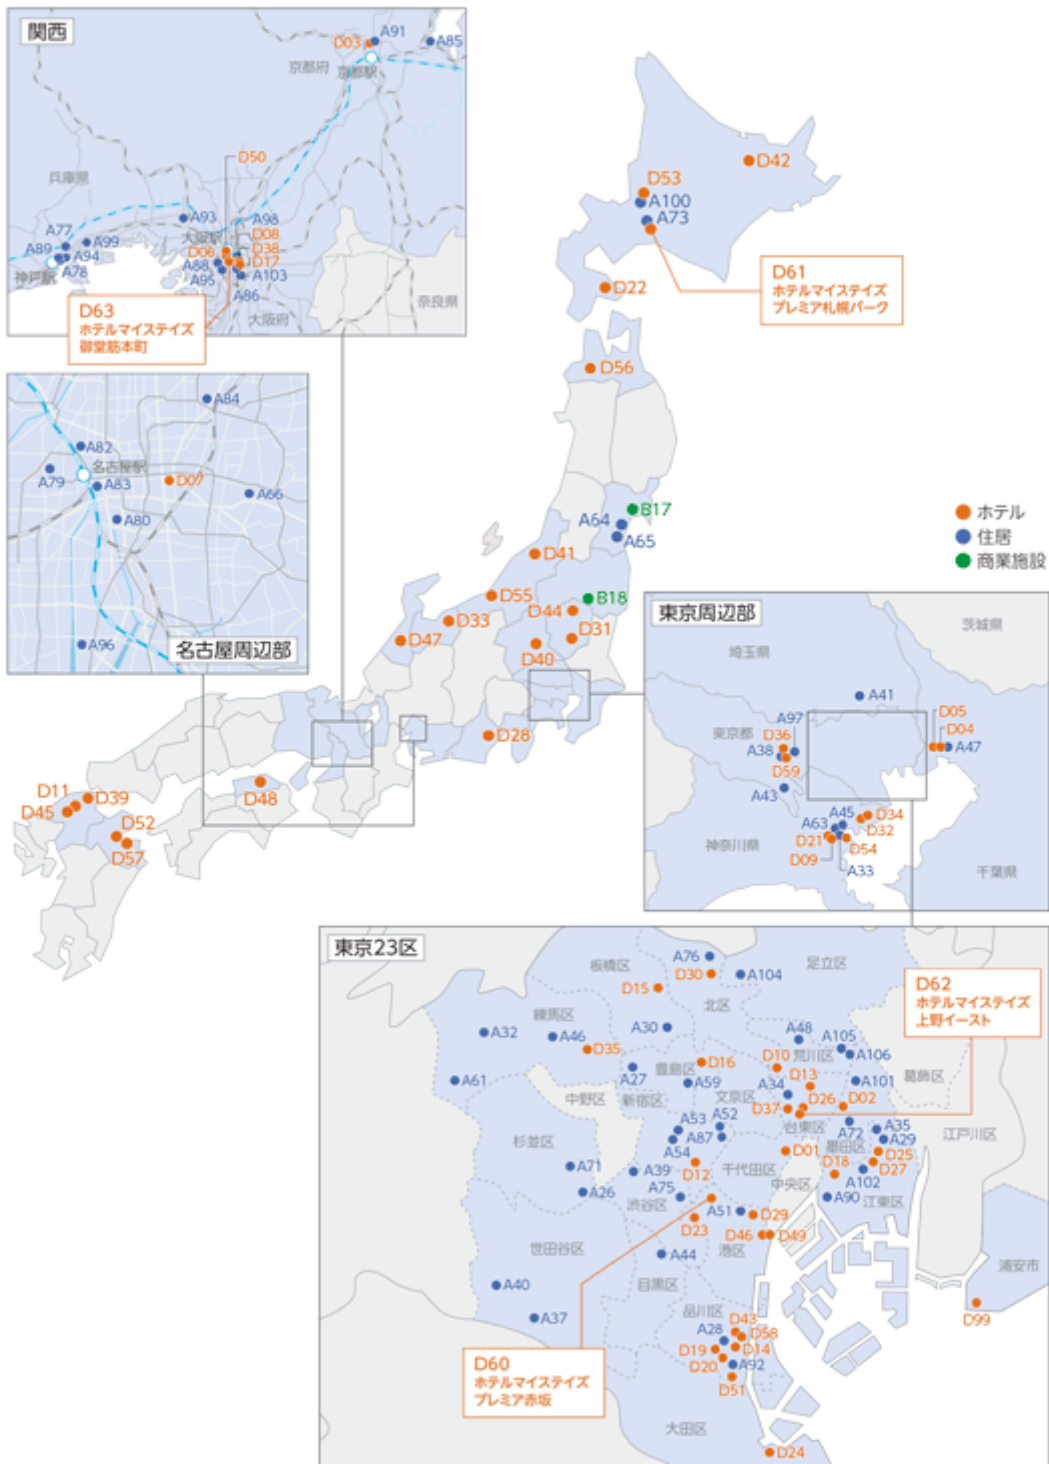 関西
D03
A91
A85
京都府
京都駅
D50
兵庫県
A93
A98
大阪駅
D08
D06
D38
D17
A77
A99
A89
A94
神戸駅
A78
A88
A95
A103
A86
大阪府
奈良県
D63
ホテルマイステイズ
御堂筋本町
D42
D53
A100
A73
D61
ホテルマイステイズ
プレミア札幌パーク
D22
D56
A84
A82
名古屋駅
A79
A83
D07
A66
A80
A96
名古屋周辺部
B17
A64
A65
D41
D55
B18
D44
D33
D31
D47
D40
D28
D48
D11
D39
D45
D52
D57
ホテル
住居
商業施設
東京周辺部
茨城県
埼玉県
A41
A97
D05
東京都
D36
D04
A38
A47
D59
A43
A45
D34
A63
D32
D21
D54
神奈川県
D09
A33
千葉県
東京23区
A76
足立区
板橋区
D30
A104
D15
北区
D62
ホテルマイステイズ
上野イースト
練馬区
A32
A46
A30
A48
A105
D35
荒川区
A106
D16
D10
豊島区
A27
A59
D13
A61
A34
A101
葛飾区
中野区
新宿区
文京区
D26
D02
D37
A53
A52
台東区
A72
A35
杉並区
A87
墨田区
A29
江戸川区
A54
D01
D25
D12
千代田区
D18
D27
A71
A39
中央区
A102
A26
A75
A90
渋谷区
江東区
A51
D29
D23
D46
D49
世田谷区
A44
港区
目黒区
浦安市
A40
品川区
D99
A37
D43
A28
D58
D19
D14
D20
A92
D51
D60
ホテルマイステイズ
プレミア赤坂
大田区
D24